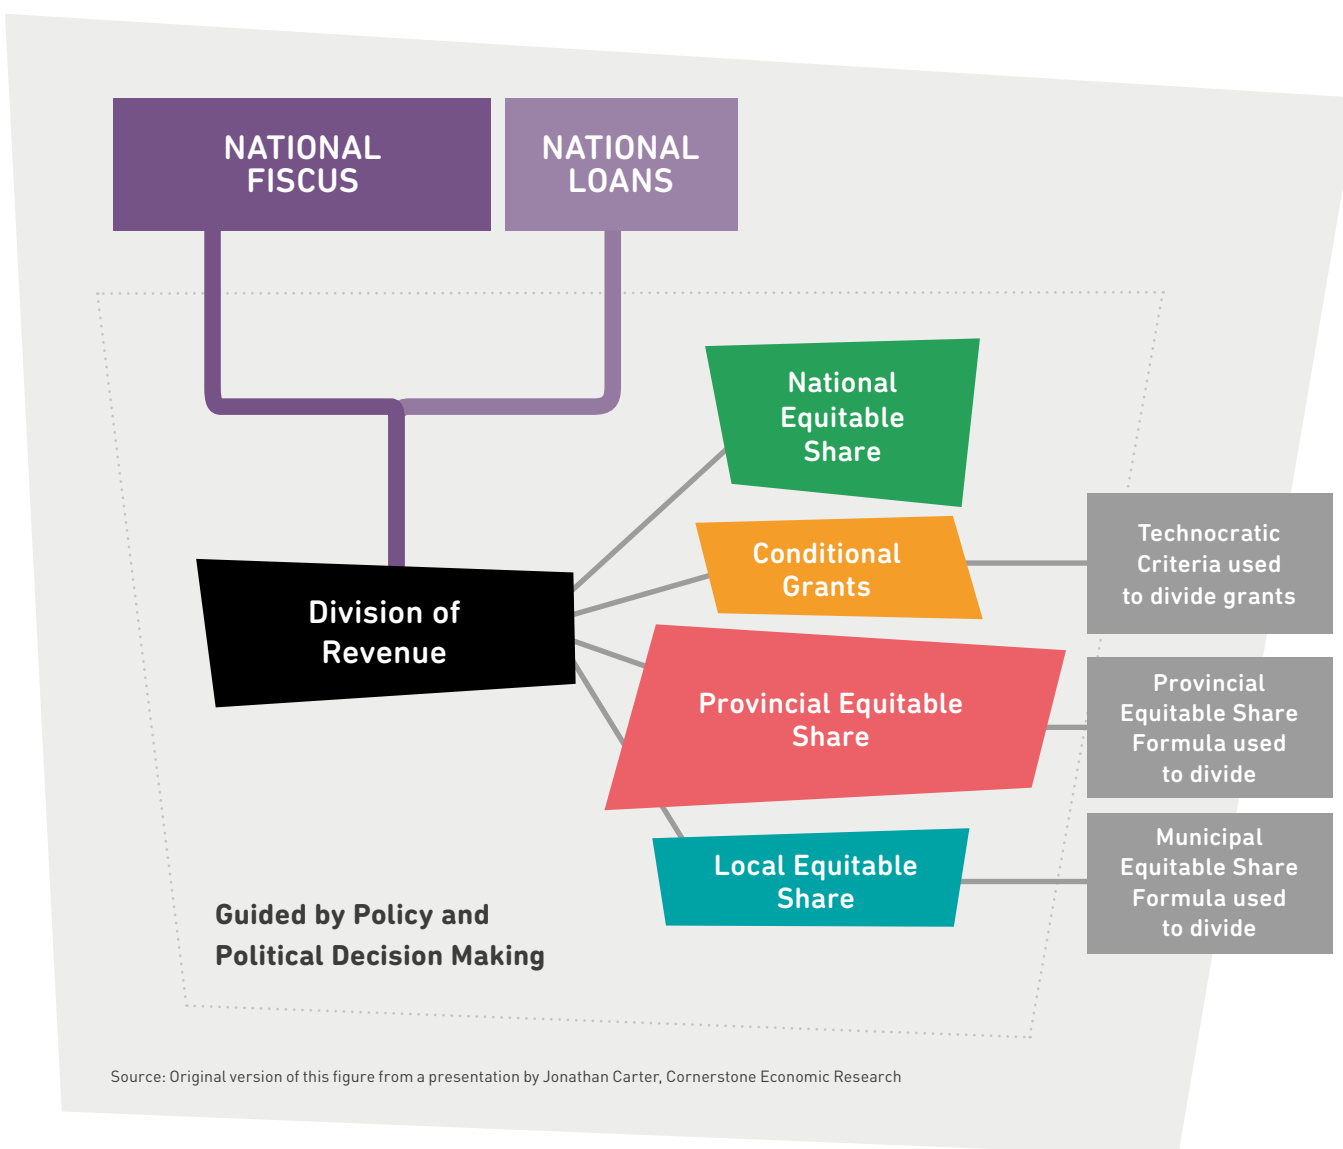 NATIONAL
FISCUS
NATIONAL
LOANS
National
Equitable
Share
Conditional
Grants
Technocratic
Criteria used
to divide grants
Division of
Revenue
Provincial Equitable
Share
Provincial
Equitable Share
Formula used
to divide
Local Equitable
Share
Municipal
Equitable Share
Formula used
to divide
Guided by Policy and
Political Decision Making
Source: Original version of this figure from a presentation by Jonathan Carter, Cornerstone Economic Research